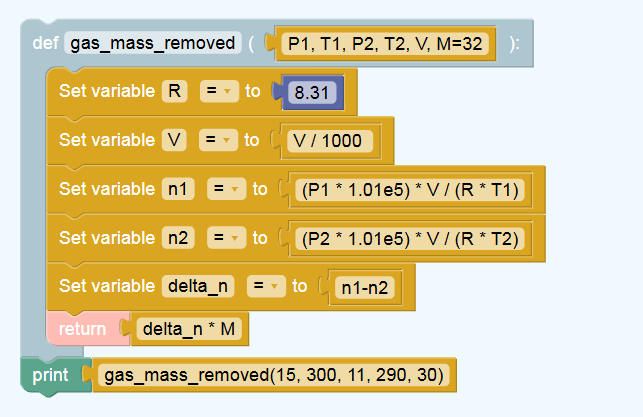 def gas_mass_removed ( P1, T1, P2, T2, V, M=32 ):
Set variable R = to 8.31
Set variable V = to V / 1000
Set variable n1 = to (P1 * 1.01e5) * V / (R * T1)
Set variable n2 = to (P2 * 1.01e5) * V / (R * T2)
Set variable delta_n = to n1-n2
return delta_n * M
print gas_mass_removed(15, 300, 11, 290, 30)